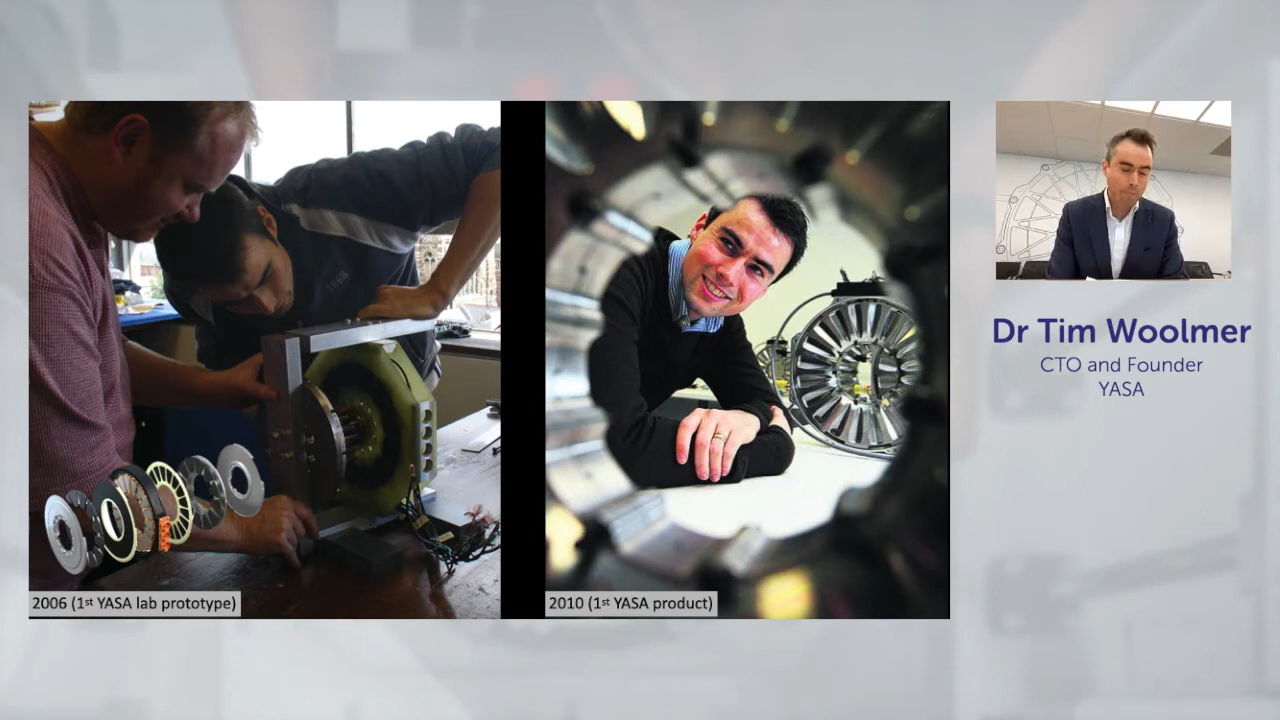 2006 (1st YASA lab prototype)
2010 (1st YASA product)
Dr Tim Woolmer
CTO and Founder
YASA